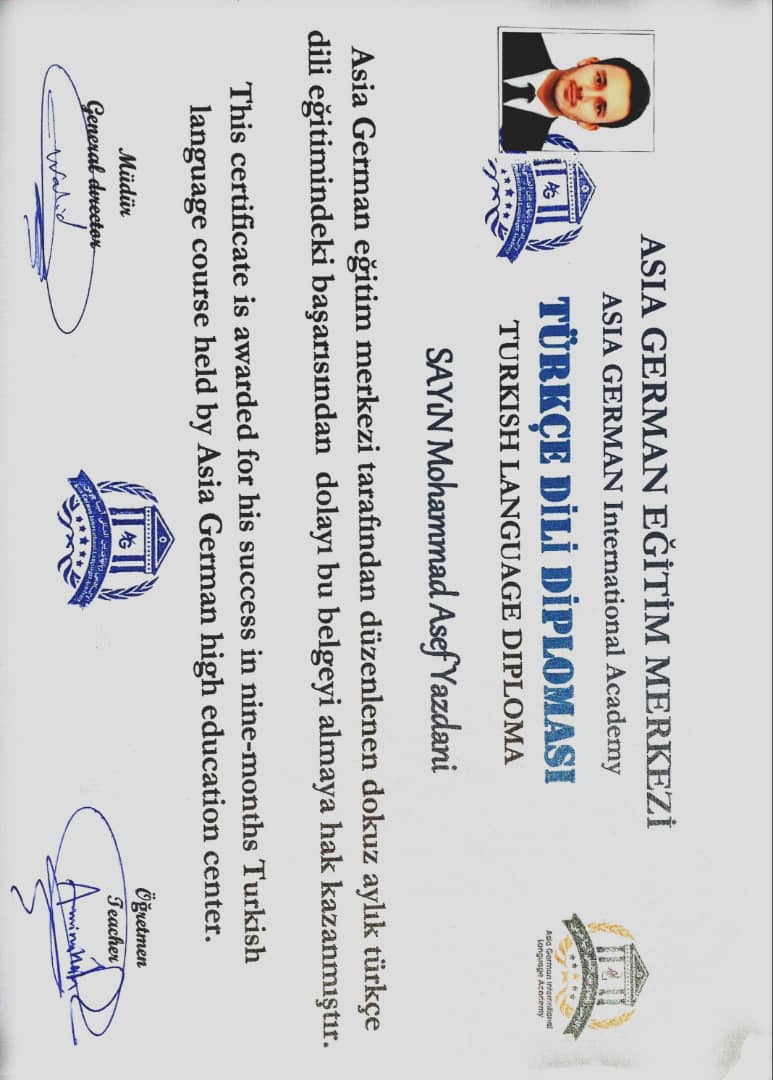 ASIA GERMAN EĞİTİM MERKEZİ
ASIA GERMAN International Academy
TÜRKÇE DİLİ DİPLOMASI
TURKISH LANGUAGE DIPLOMA
SAYiN Mohammad Asef Yazdani
Asia German eğitim merkezi tarafından düzenlenen dokuz aylık türkçe
dili eğitimindeki başarısından dolayı bu belgeyi almaya hak kazanmıştır.
This certificate is awarded for his success in nine-months Turkish
language course held by Asia German high education center.
Müdür
General director
Wahid
Öğretmen
Teacher
Asia German International
Language Academy
AG
AG